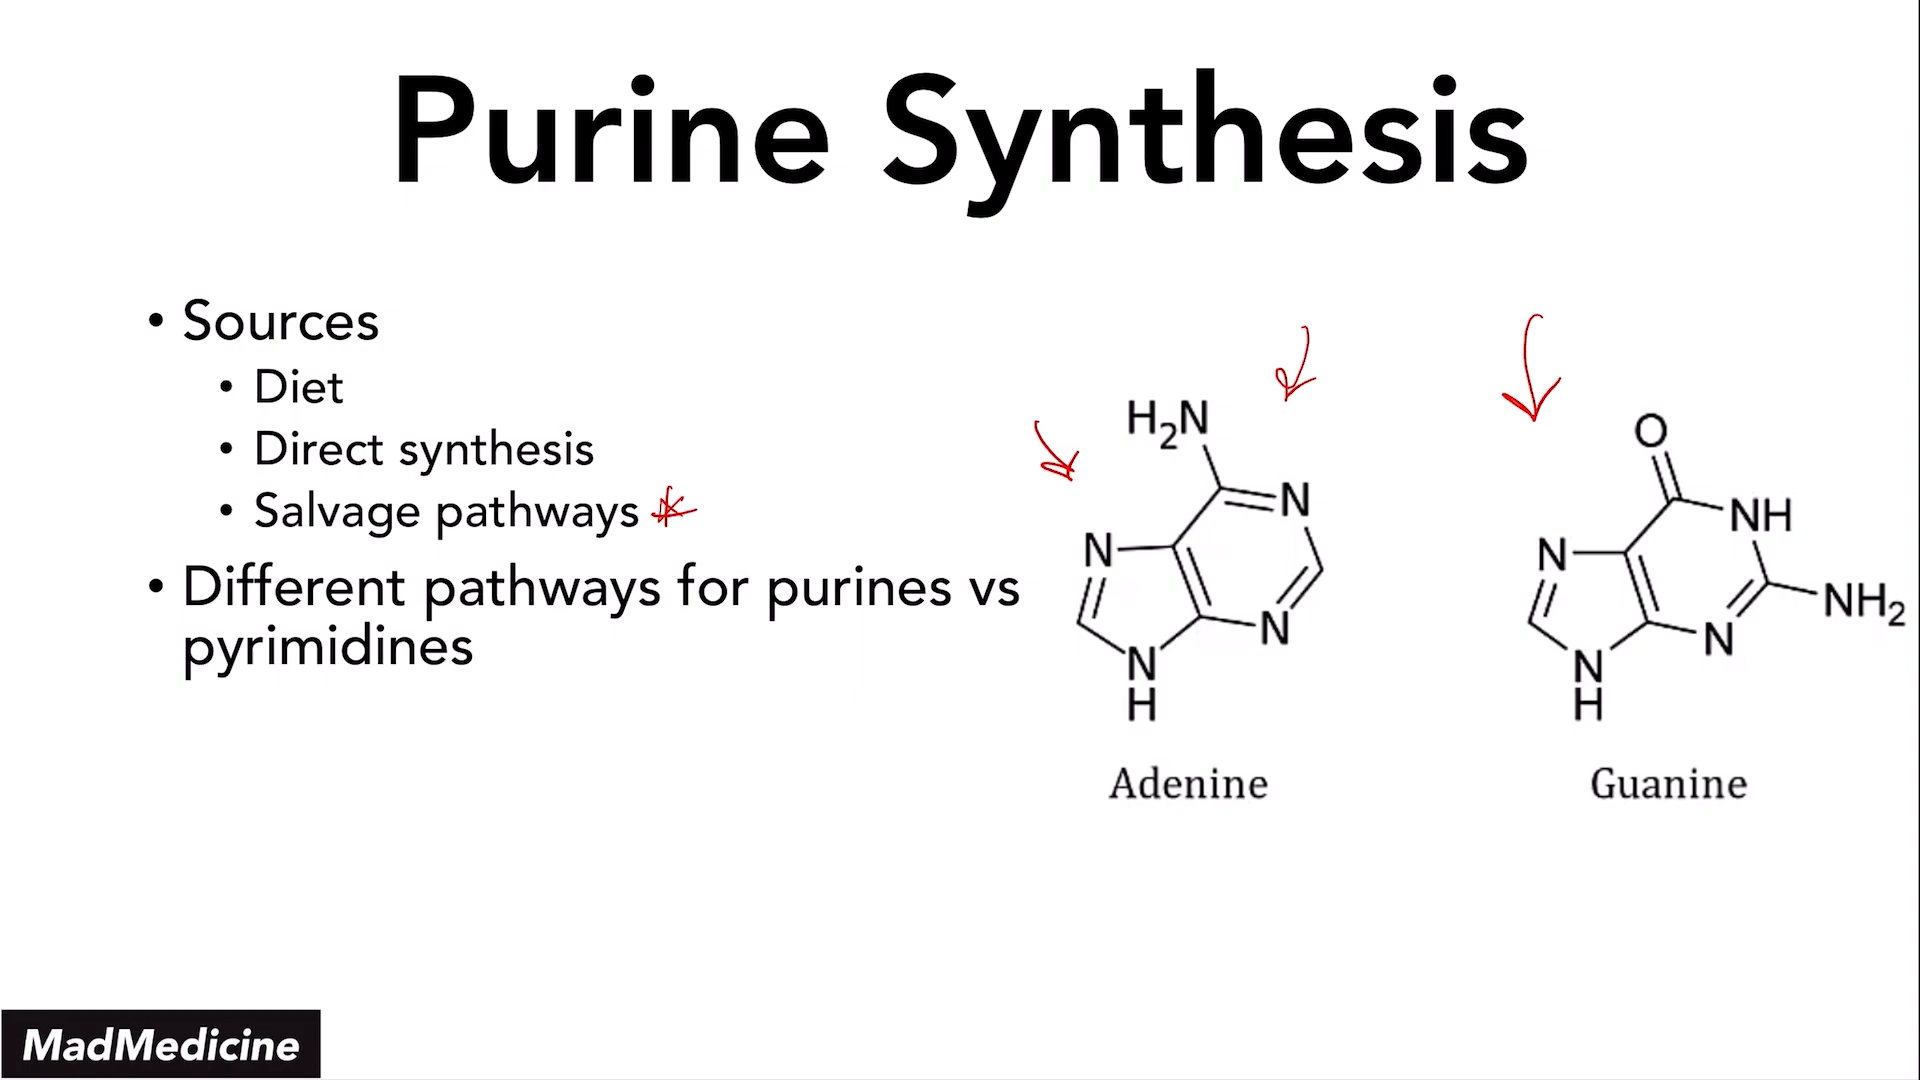 Purine Synthesis
• Sources
• Diet
• Direct synthesis
• Salvage pathways *
• Different pathways for purines vs
pyrimidines
H₂N
N
N
N
N
H
Adenine
O
NH
N
NH₂
N
N
H
Guanine
MadMedicine